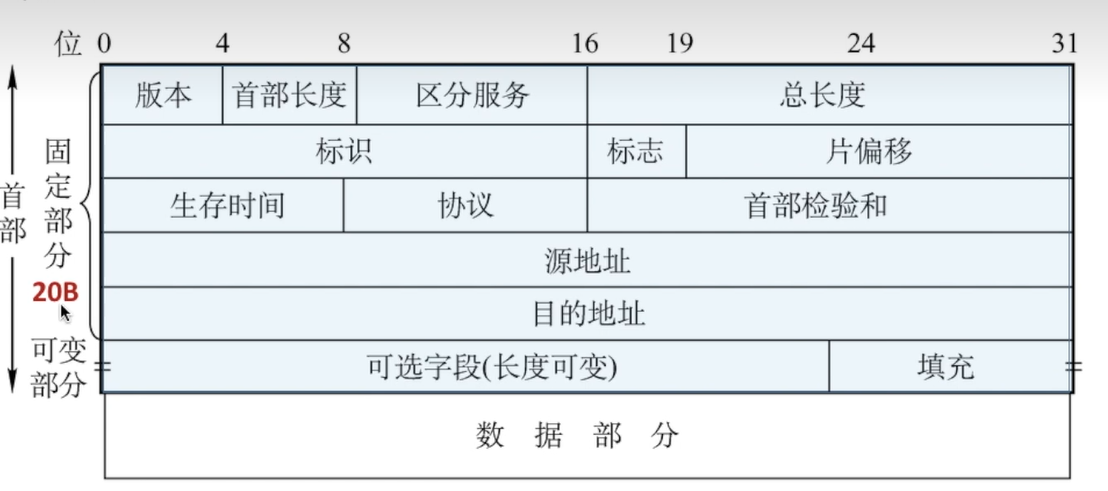 位 0 4 8 16 19 24 31
版本 首部长度 区分服务 总长度
标识 标志 片偏移
生存时间 协议 首部检验和
源地址
目的地址
可选字段(长度可变) 填充
数据部分
首部
固定部分
20B
可变
部分